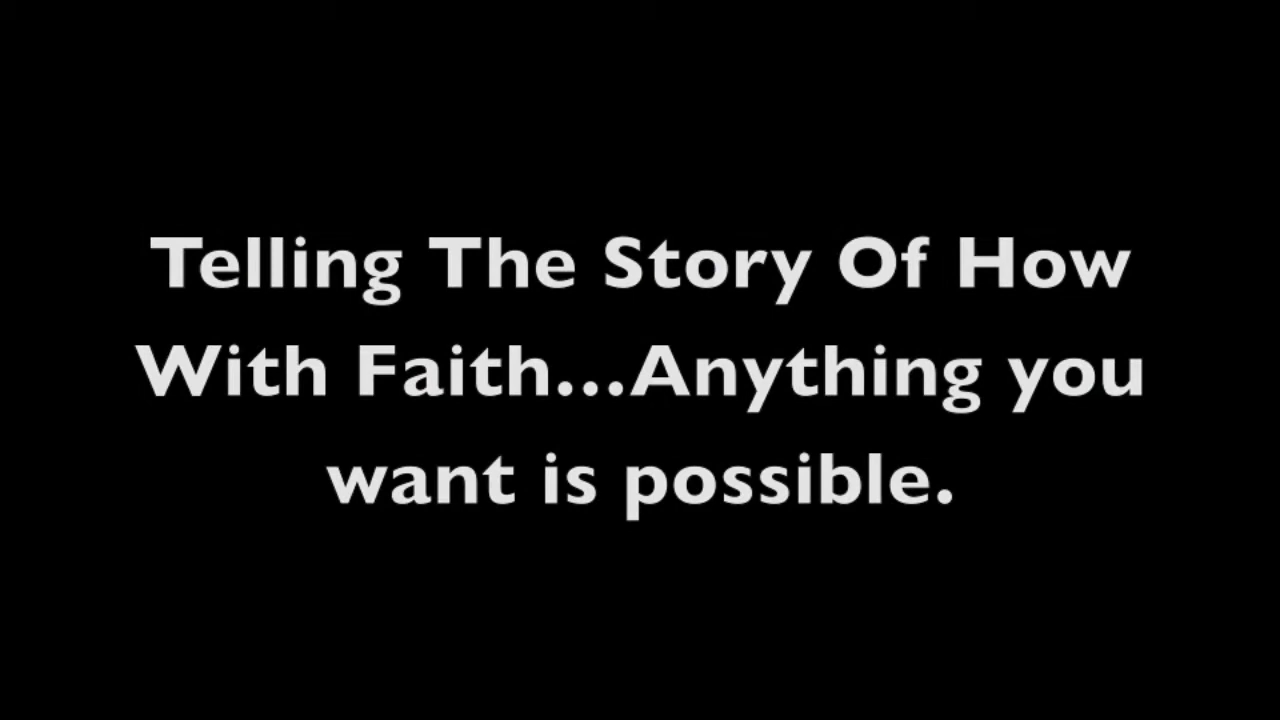 Telling The Story Of How
With Faith...Anything you
want is possible.